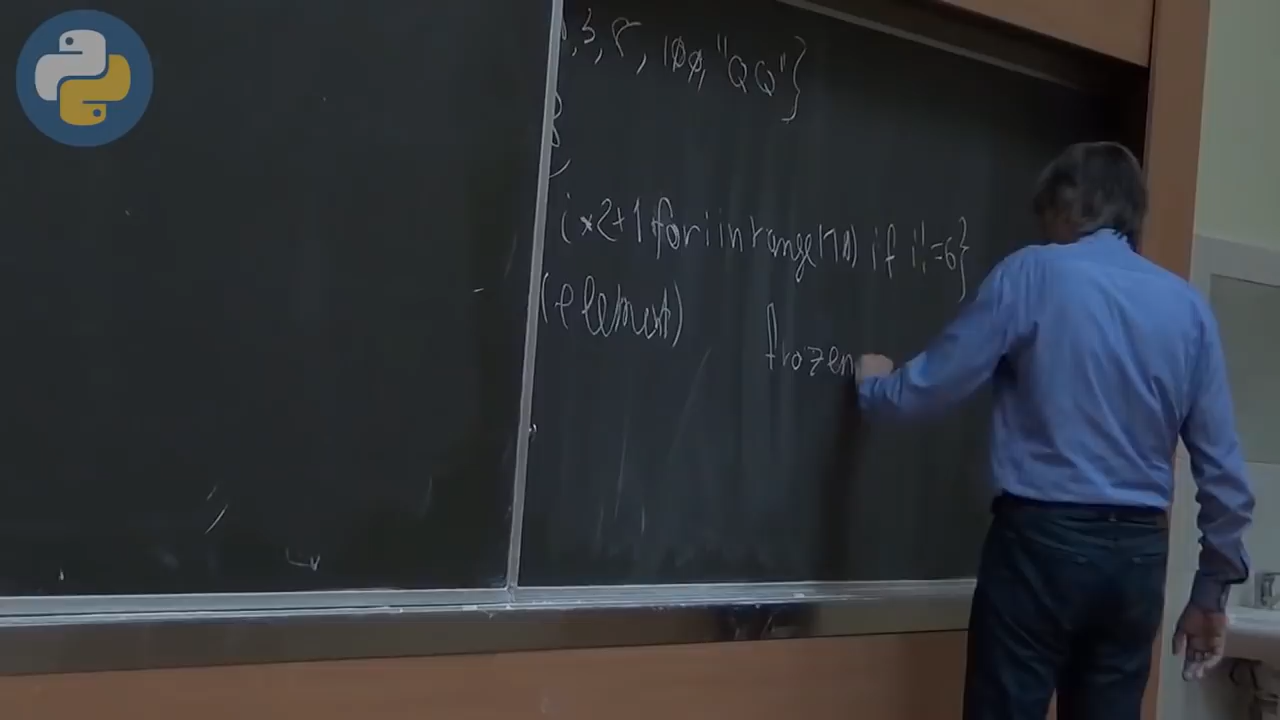 ,3,5,100,"QQ"}
i*2+1 for i in range(10) if i!=6}
(element)
frozen